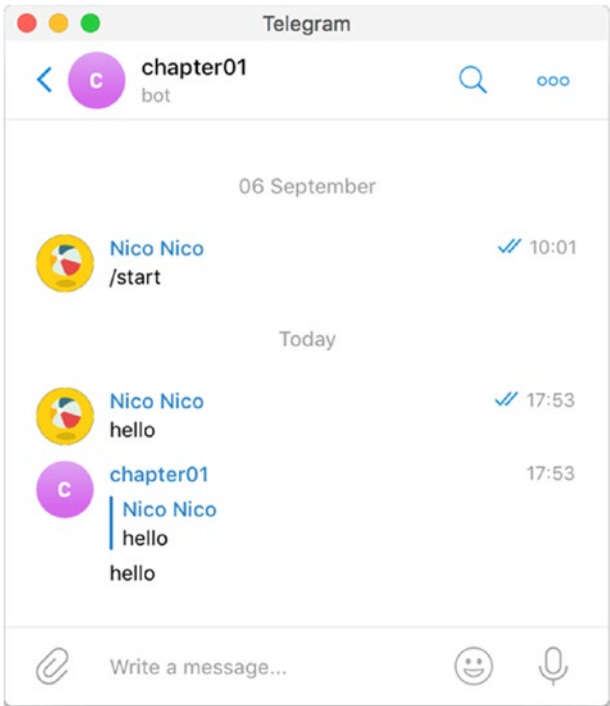 Telegram
C
chapter01
bot
ooo
06 September
Nico Nico
10:01
/start
Today
Nico Nico
17:53
hello
C
chapter01
17:53
Nico Nico
hello
hello
Write a message...